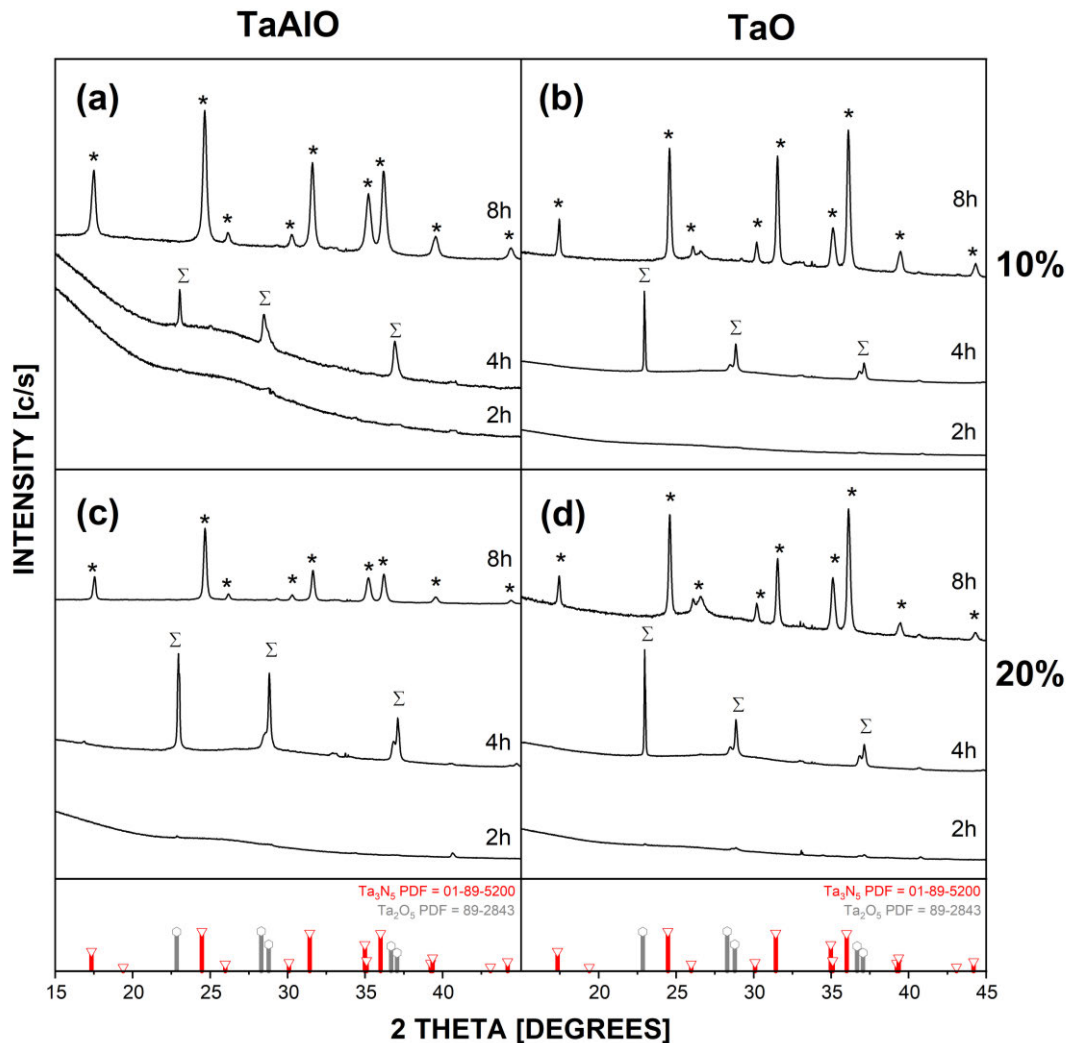 TaAlO TaO
(a) * * * * * * * * * 8h
Σ Σ Σ 4h
2h
(b) * * * * * * * * * 8h
Σ Σ Σ 4h
2h
10%
(c) * * * * * * * * * 8h
Σ Σ Σ 4h
2h
(d) * * * * * * * * * 8h
Σ Σ Σ 4h
2h
20%
INTENSITY [c/s]
Ta₃N₅ PDF = 01-89-5200
Ta₂O₅ PDF = 89-2843
Ta₃N₅ PDF = 01-89-5200
Ta₂O₅ PDF = 89-2843
15 20 25 30 35 40 20 25 30 35 40 45
2 THETA [DEGREES]